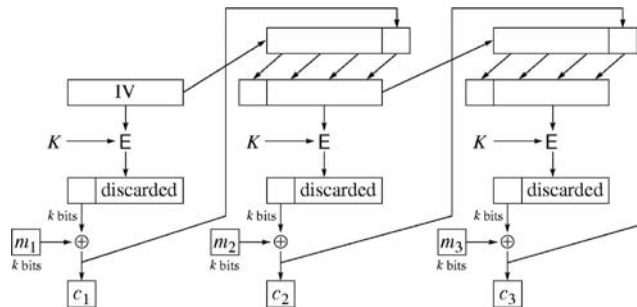 IV
K E K E K E
discarded discarded discarded
k bits k bits k bits
m1 ⊕ m2 ⊕ m3 ⊕
k bits k bits k bits
c1 c2 c3